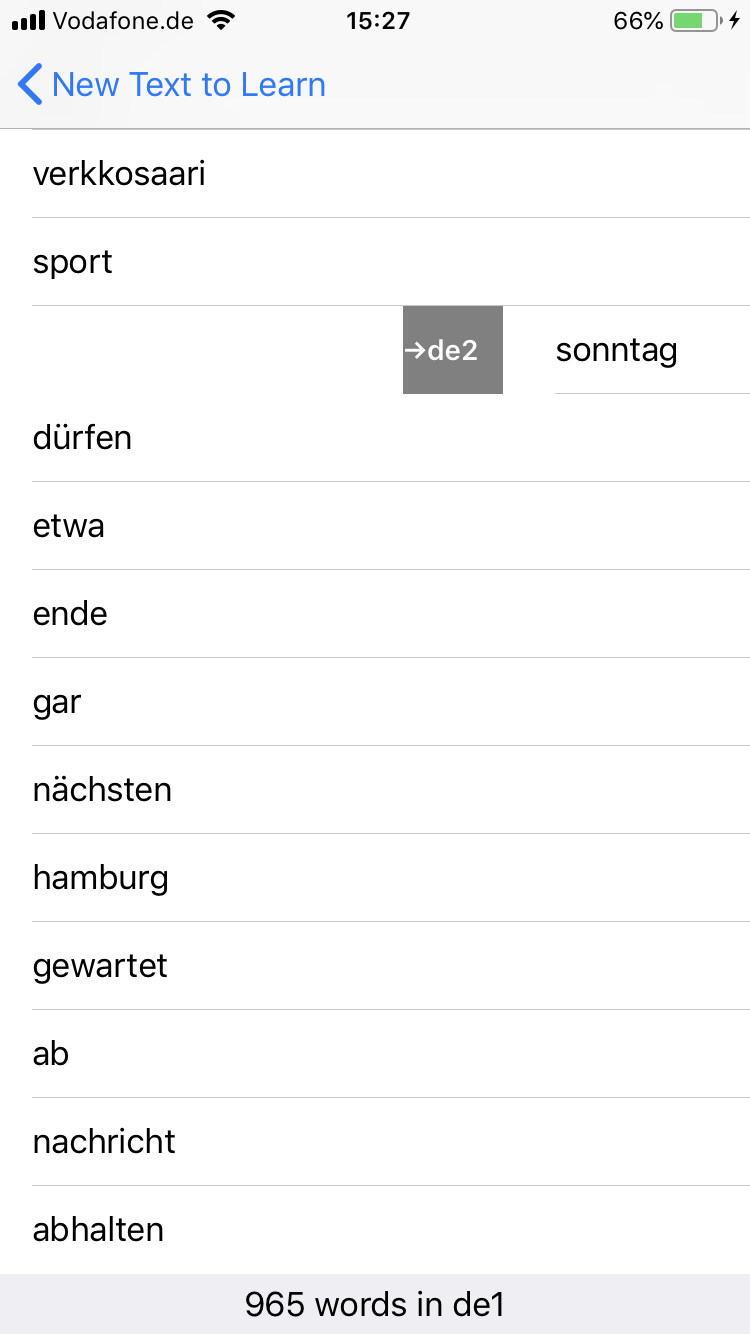 Vodafone.de 15:27 66%
New Text to Learn
verkkosaari
sport
→de2 sonntag
dürfen
etwa
ende
gar
nächsten
hamburg
gewartet
ab
nachricht
abhalten
965 words in de1